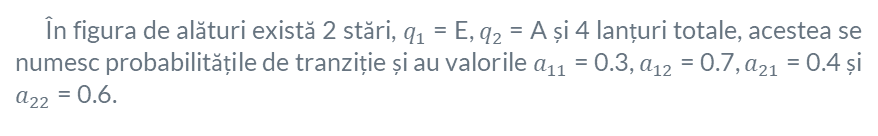 În figura de alături există 2 stări, q₁ = E, q₂ = A și 4 lanțuri totale, acestea se
numesc probabilitățile de tranziție și au valorile a₁₁ = 0.3, a₁₂ = 0.7, a₂₁ = 0.4 și
a₂₂ = 0.6.